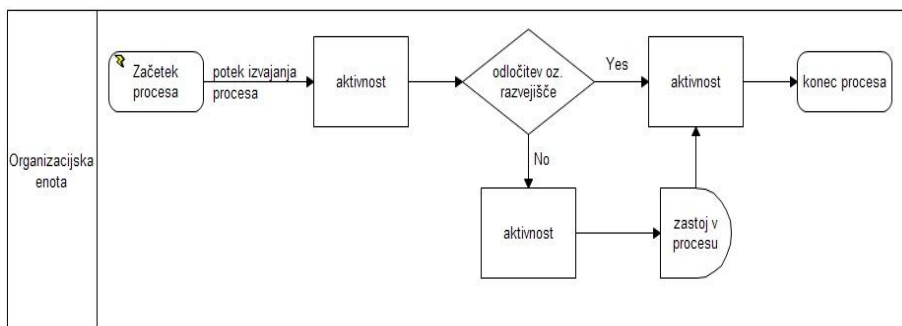 Organizacijska
enota
Začetek
procesa
potek izvajanja
procesa
aktivnost
odločitev oz.
razvejišče
Yes
aktivnost
konec procesa
No
aktivnost
zastoj v
procesu